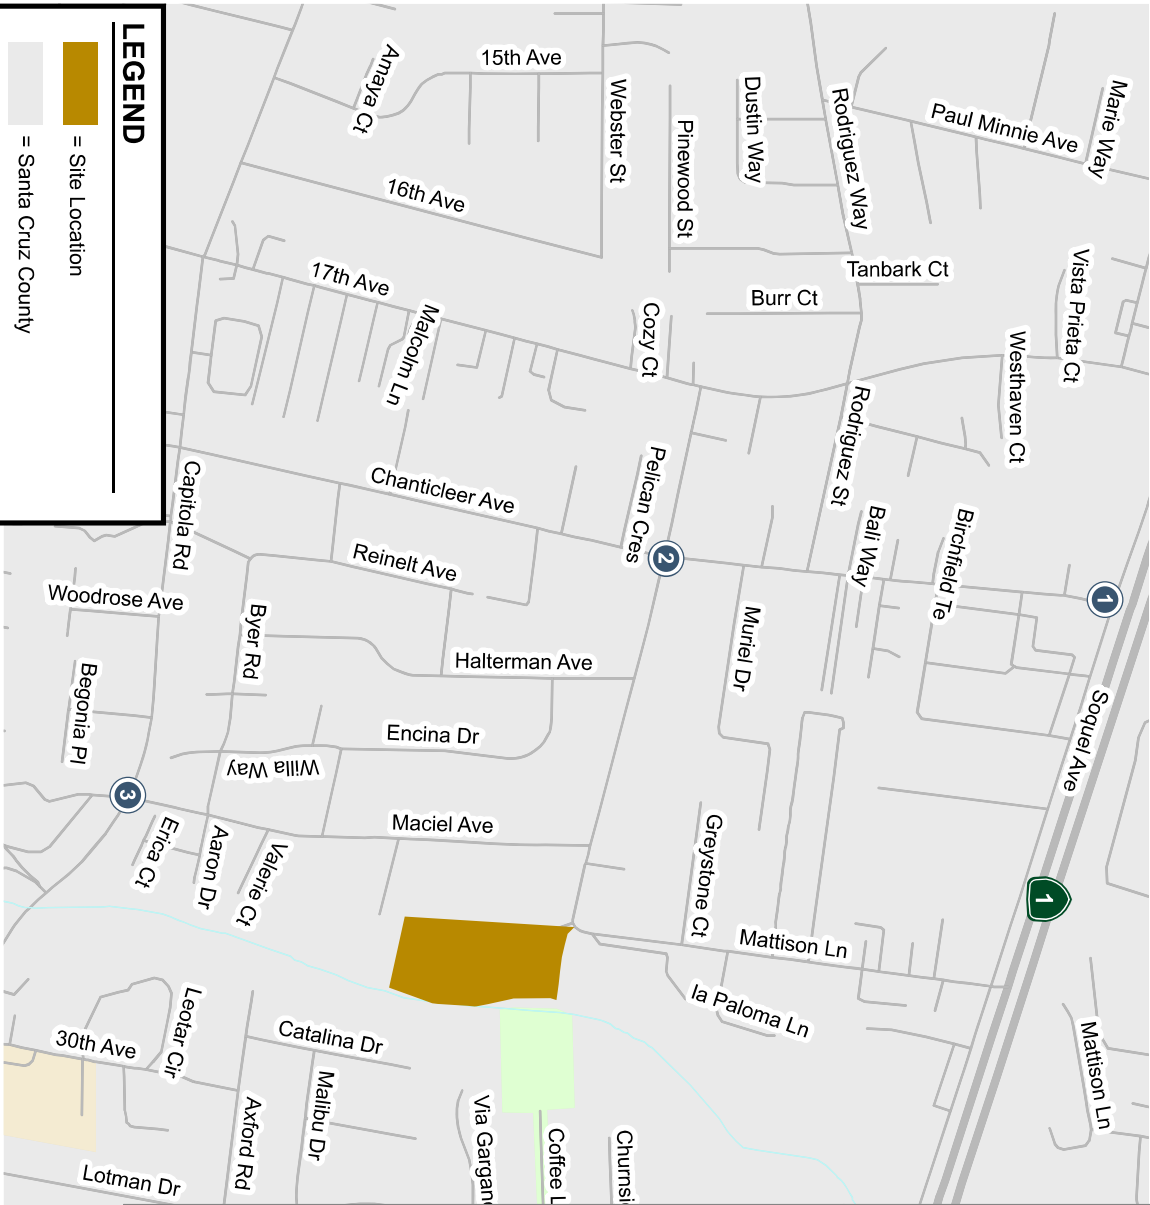 LEGEND
= Site Location
= Santa Cruz County
15th Ave
Amaya Ct
Webster St
Pinewood St
Dustin Way
Rodriguez Way
Paul Minnie Ave
Marie Way
16th Ave
17th Ave
Malcolm Ln
Cozy Ct
Burr Ct
Tanbark Ct
Vista Prieta Ct
Westhaven Ct
Rodriguez St
Pelican Cres
Chanticleer Ave
Capitola Rd
Reinelt Ave
2
Bali Way
Birchfield Te
1
Woodrose Ave
Byer Rd
Halterman Ave
Muriel Dr
Begonia Pl
Encina Dr
Willa Way
Soquel Ave
3
Maciel Ave
Erica Ct
Aaron Dr
Valerie Ct
Greystone Ct
Mattison Ln
1
la Paloma Ln
Leotar Cir
30th Ave
Catalina Dr
Malibu Dr
Axford Rd
Lotman Dr
Via Gargan
Coffee L
Churnsi
Mattison Ln